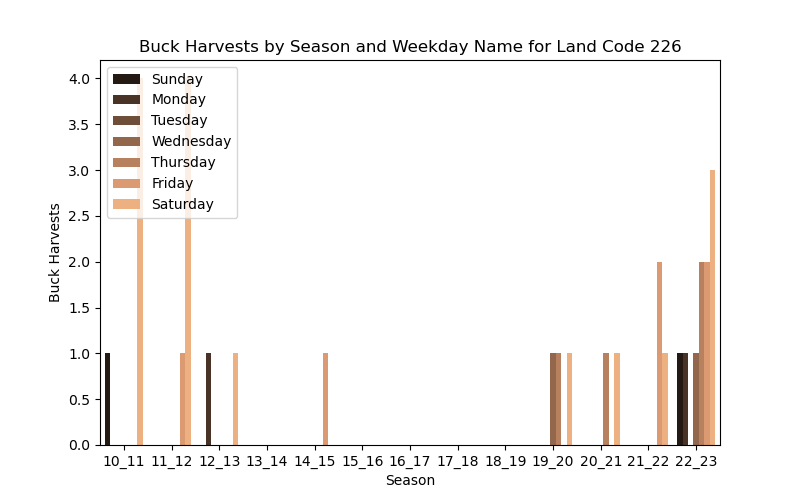 Buck Harvests by Season and Weekday Name for Land Code 226
Sunday
Monday
Tuesday
Wednesday
Thursday
Friday
Saturday
4.0
3.5
3.0
2.5
2.0
1.5
1.0
0.5
0.0
Buck Harvests
10_11 11_12 12_13 13_14 14_15 15_16 16_17 17_18 18_19 19_20 20_21 21_22 22_23
Season